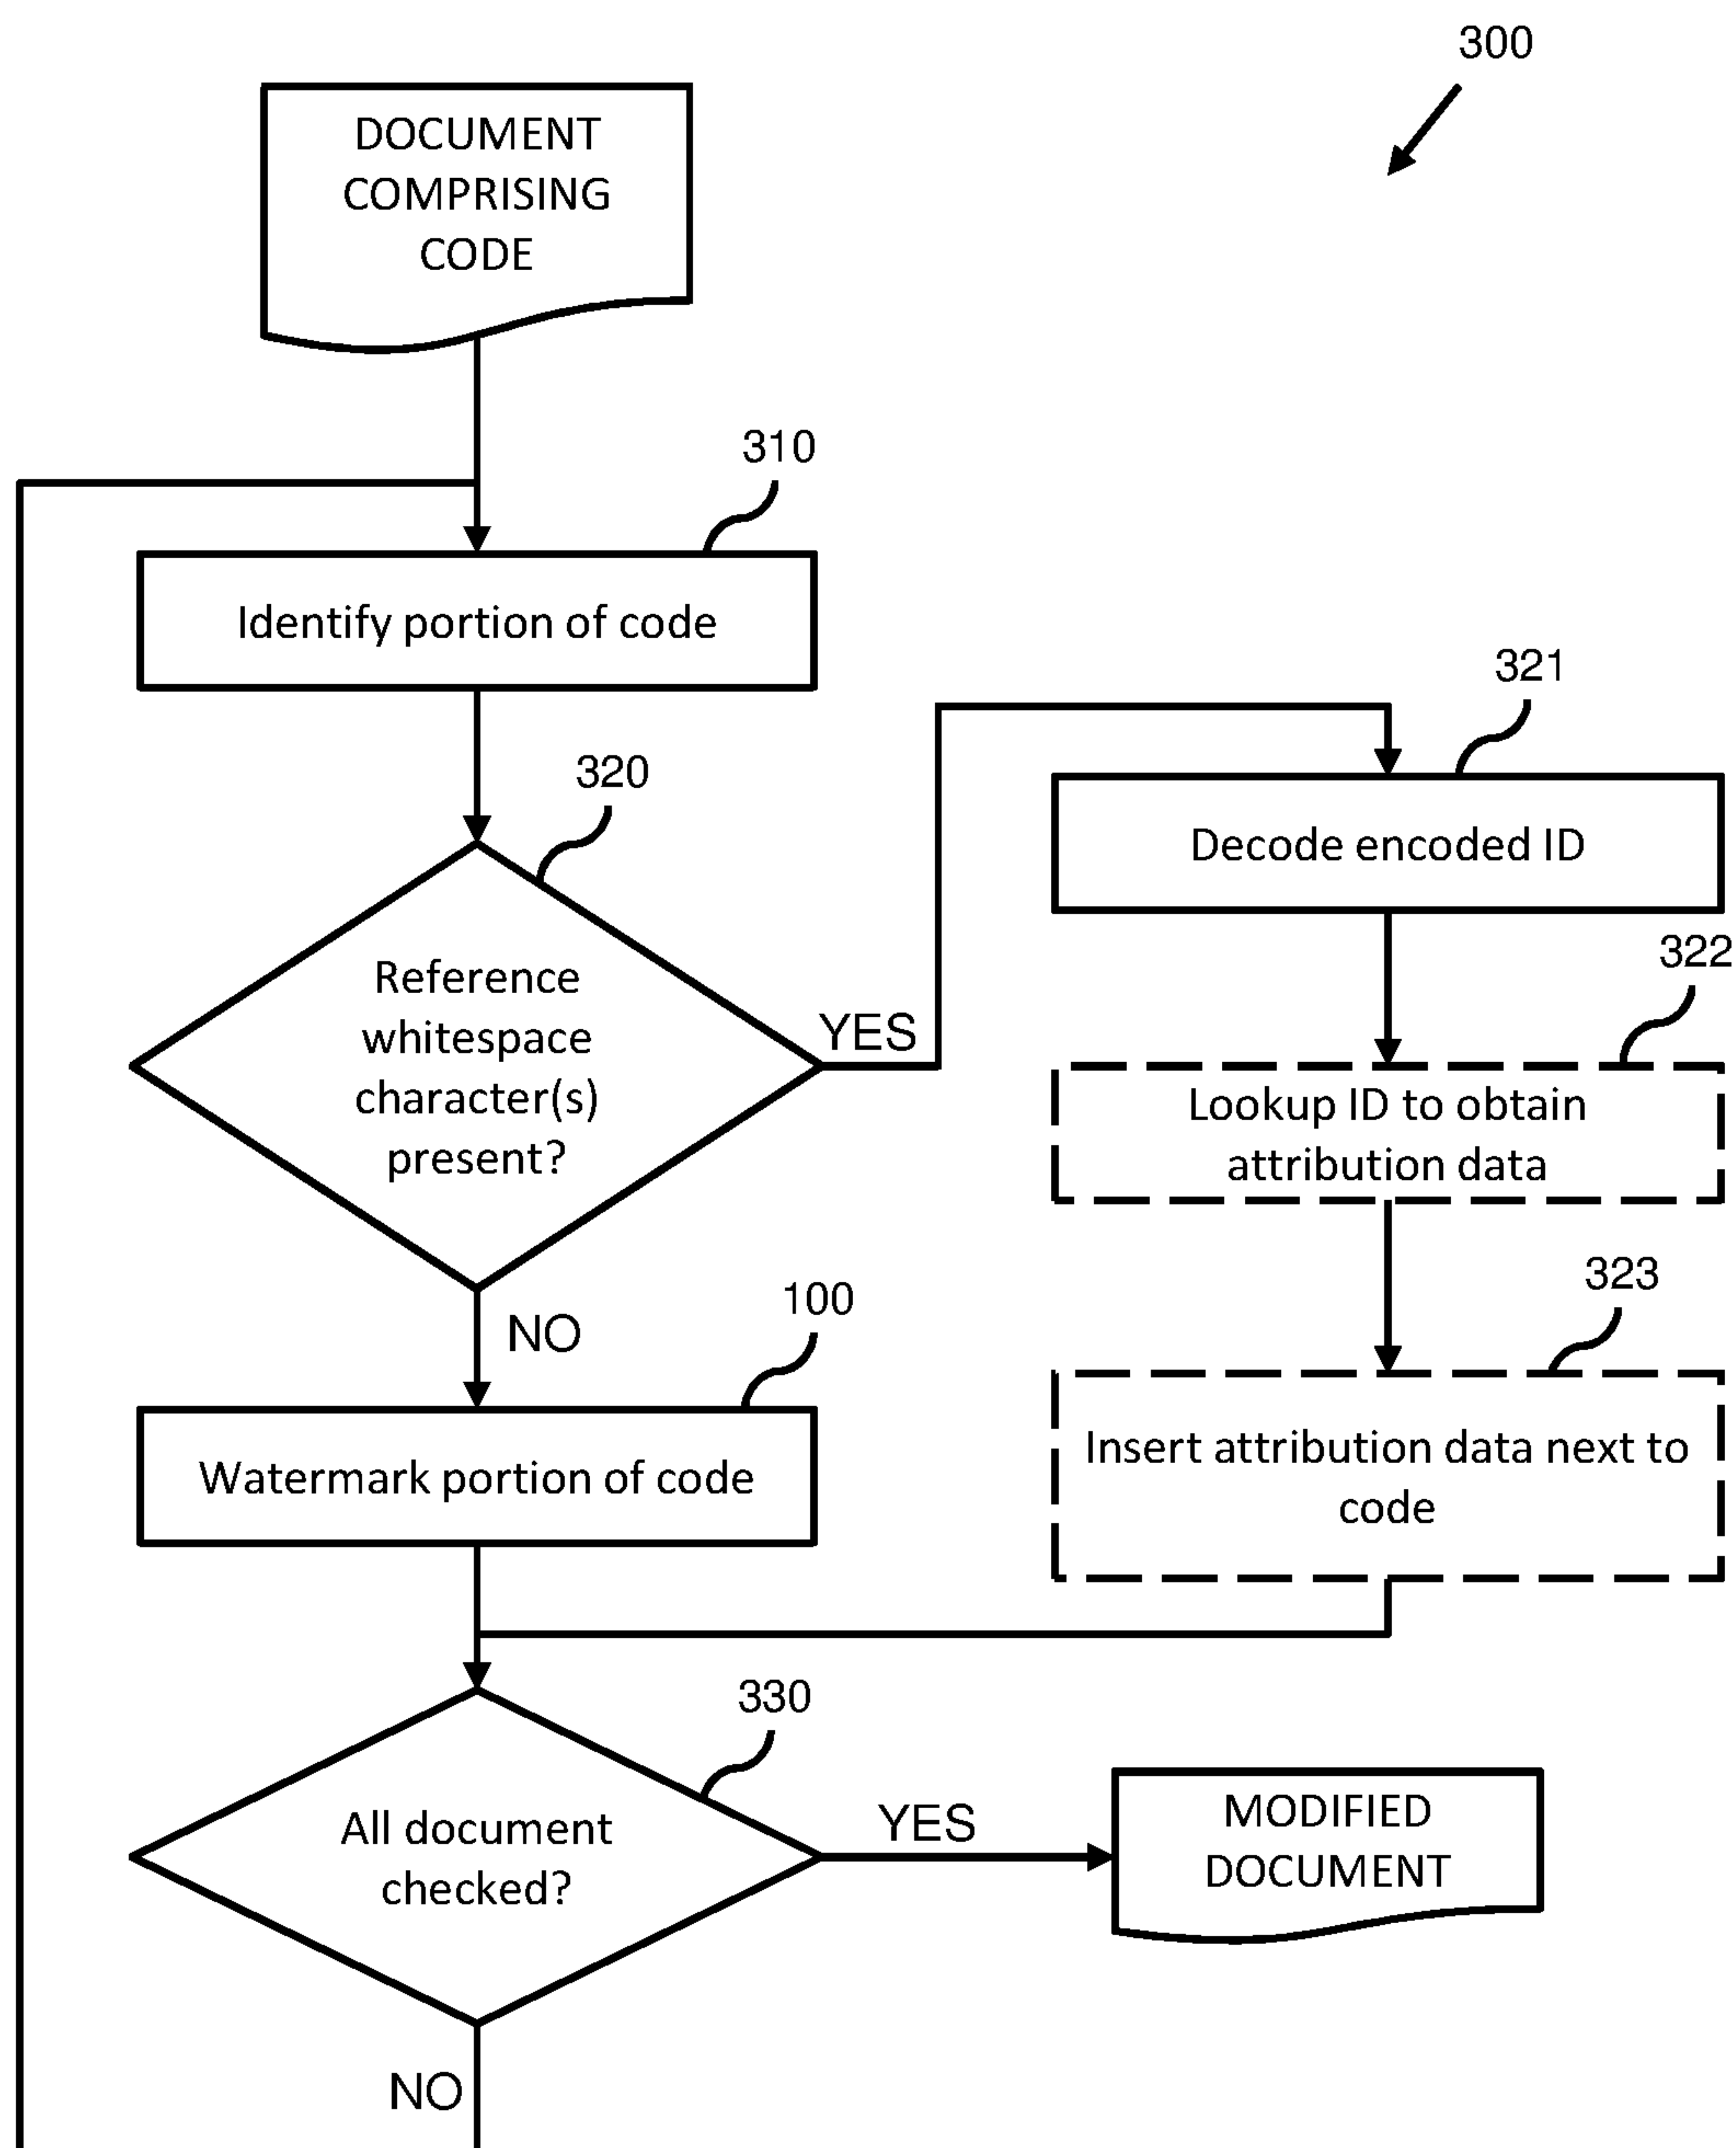 300
DOCUMENT
COMPRISING
CODE
310
Identify portion of code
320
Reference
whitespace
character(s)
present?
YES
321
Decode encoded ID
322
Lookup ID to obtain
attribution data
323
Insert attribution data next to
code
NO
100
Watermark portion of code
330
All document
checked?
YES
MODIFIED
DOCUMENT
NO